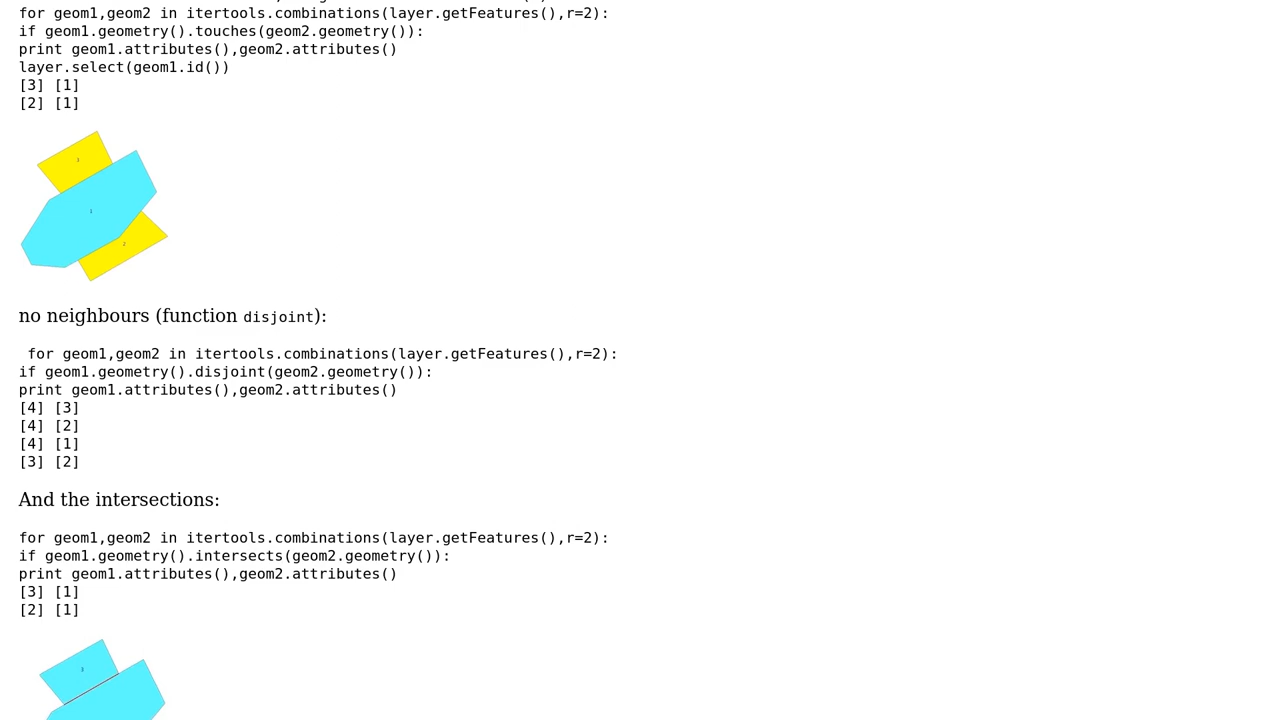 for geom1,geom2 in itertools.combinations(layer.getFeatures(),r=2):
if geom1.geometry().touches(geom2.geometry()):
print geom1.attributes(),geom2.attributes()
layer.select(geom1.id())
[3] [1]
[2] [1]
3
1
2
no neighbours (function disjoint):
for geom1,geom2 in itertools.combinations(layer.getFeatures(),r=2):
if geom1.geometry().disjoint(geom2.geometry()):
print geom1.attributes(),geom2.attributes()
[4] [3]
[4] [2]
[4] [1]
[3] [2]
And the intersections:
for geom1,geom2 in itertools.combinations(layer.getFeatures(),r=2):
if geom1.geometry().intersects(geom2.geometry()):
print geom1.attributes(),geom2.attributes()
[3] [1]
[2] [1]
3